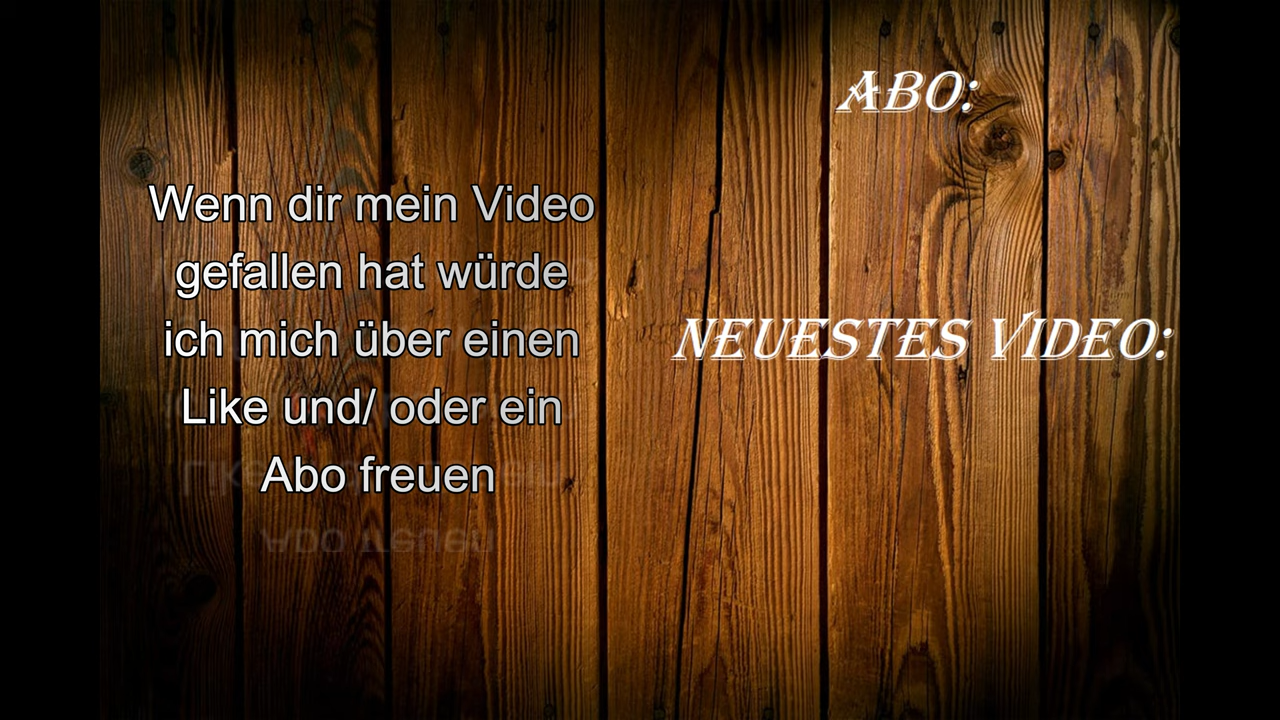 Wenn dir mein Video
gefallen hat würde
ich mich über einen
Like und/ oder ein
Abo freuen
ABO:
NEUESTES VIDEO: